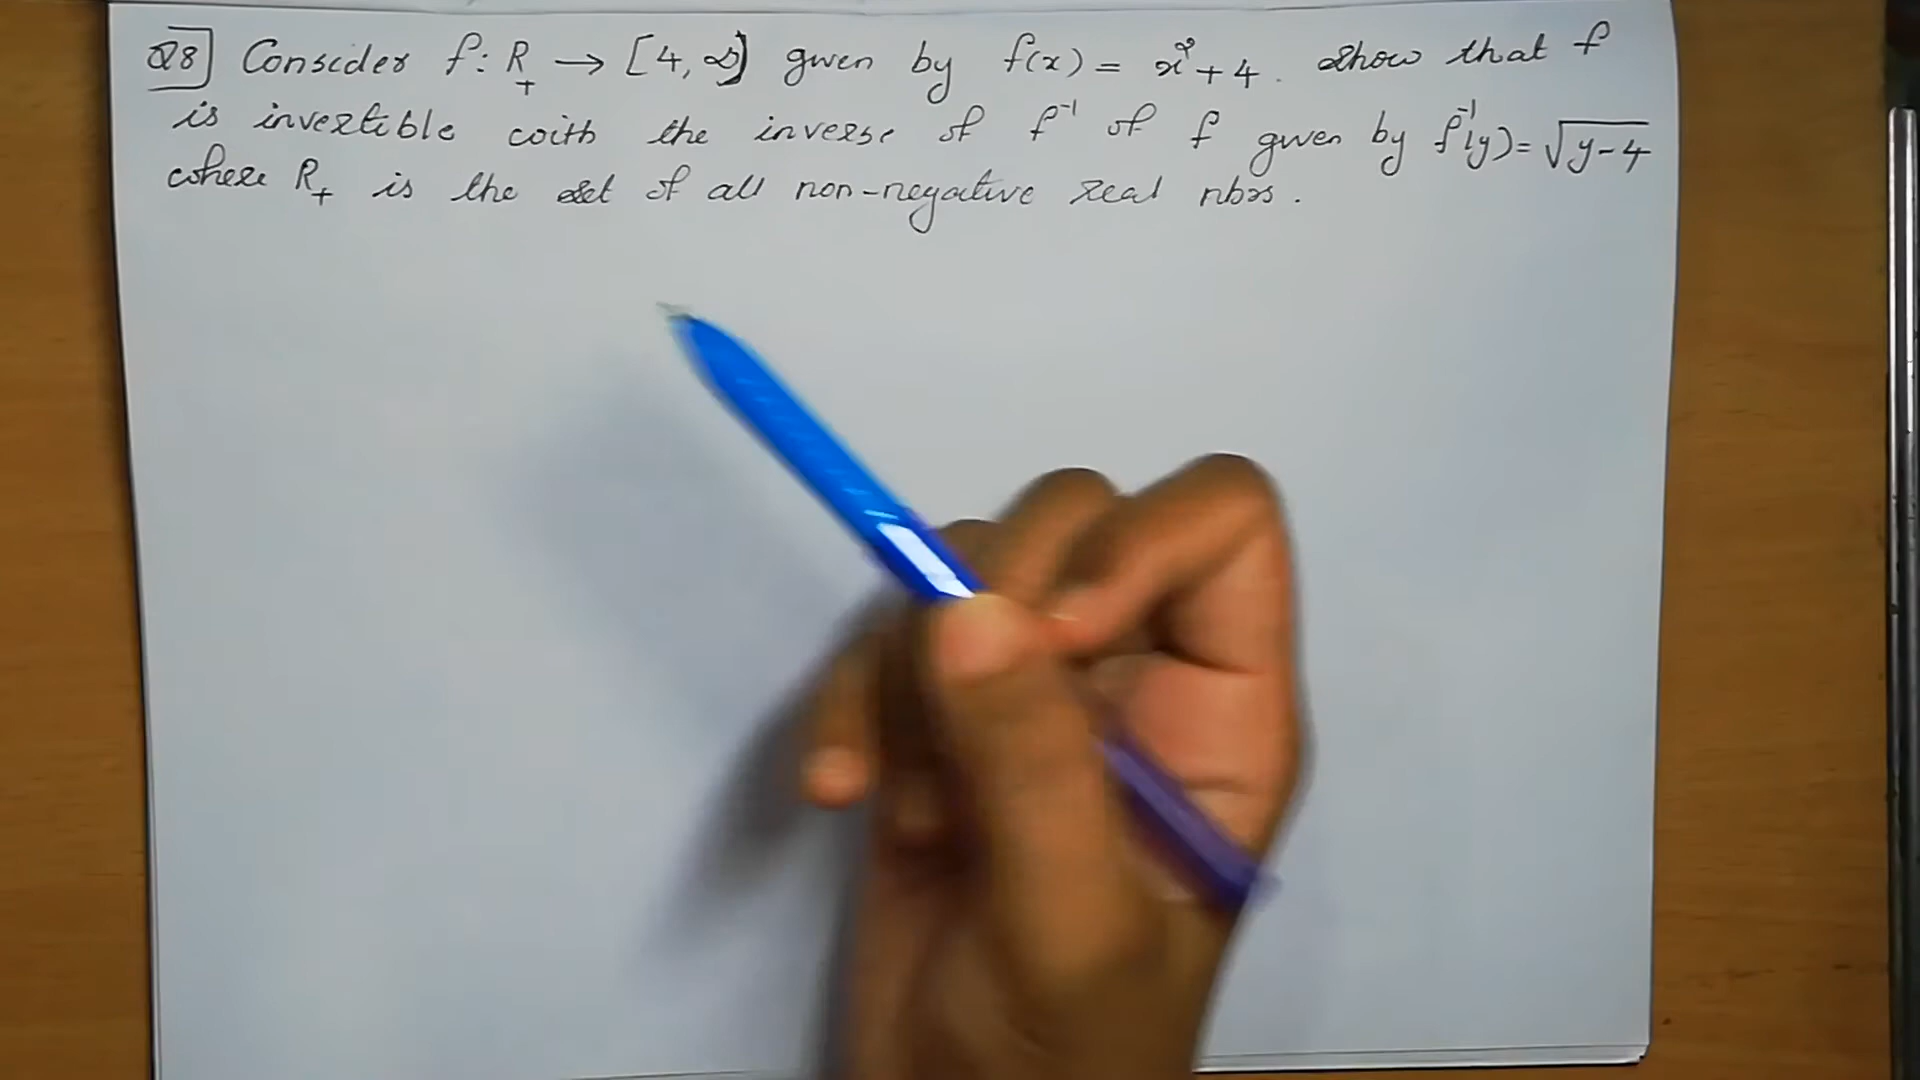 Q8] Consider f: R₊ → [4, ∞) given by f(x) = x² + 4. Show that f
is invertible with the inverse of f⁻¹ of f given by f⁻¹(y) = √(y-4)
where R₊ is the set of all non-negative real nbrs.